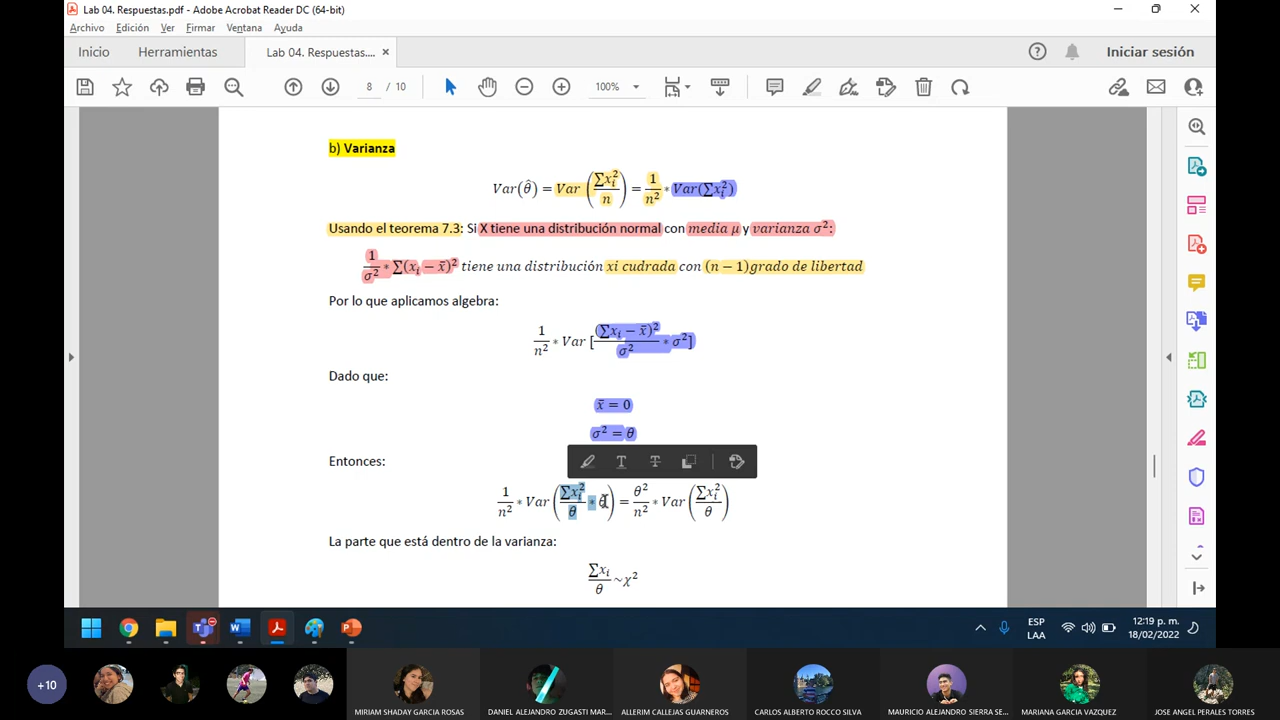 Lab 04. Respuestas.pdf - Adobe Acrobat Reader DC (64-bit)
Archivo Edición Ver Firmar Ventana Ayuda
Inicio Herramientas Lab 04. Respuestas.... × Iniciar sesión
8 / 10 100%
b) Varianza
Var(θ̂) = Var (∑xᵢ²/n) = 1/n² * Var(∑xᵢ²)
Usando el teorema 7.3: Si X tiene una distribución normal con media μ y varianza σ²:
1/σ² * ∑(xᵢ − x̄)² tiene una distribución xi cudrada con (n − 1)grado de libertad
Por lo que aplicamos algebra:
1/n² * Var [(∑xᵢ − x̄)²/σ² * σ²]
Dado que:
x̄ = 0
σ² = θ
Entonces:
1/n² * Var (∑xᵢ²/θ * θ) = θ²/n² * Var (∑xᵢ²/θ)
La parte que está dentro de la varianza:
∑xᵢ/θ ~χ²
ESP
LAA
12:19 p. m.
18/02/2022
+10
MIRIAM SHADAY GARCIA ROSAS
DANIEL ALEJANDRO ZUGASTI MAR...
ALLERIM CALLEJAS GUARNEROS
CARLOS ALBERTO ROCCO SILVA
MAURICIO ALEJANDRO SIERRA SE...
MARIANA GARCIA VAZQUEZ
JOSE ANGEL PERALES TORRES